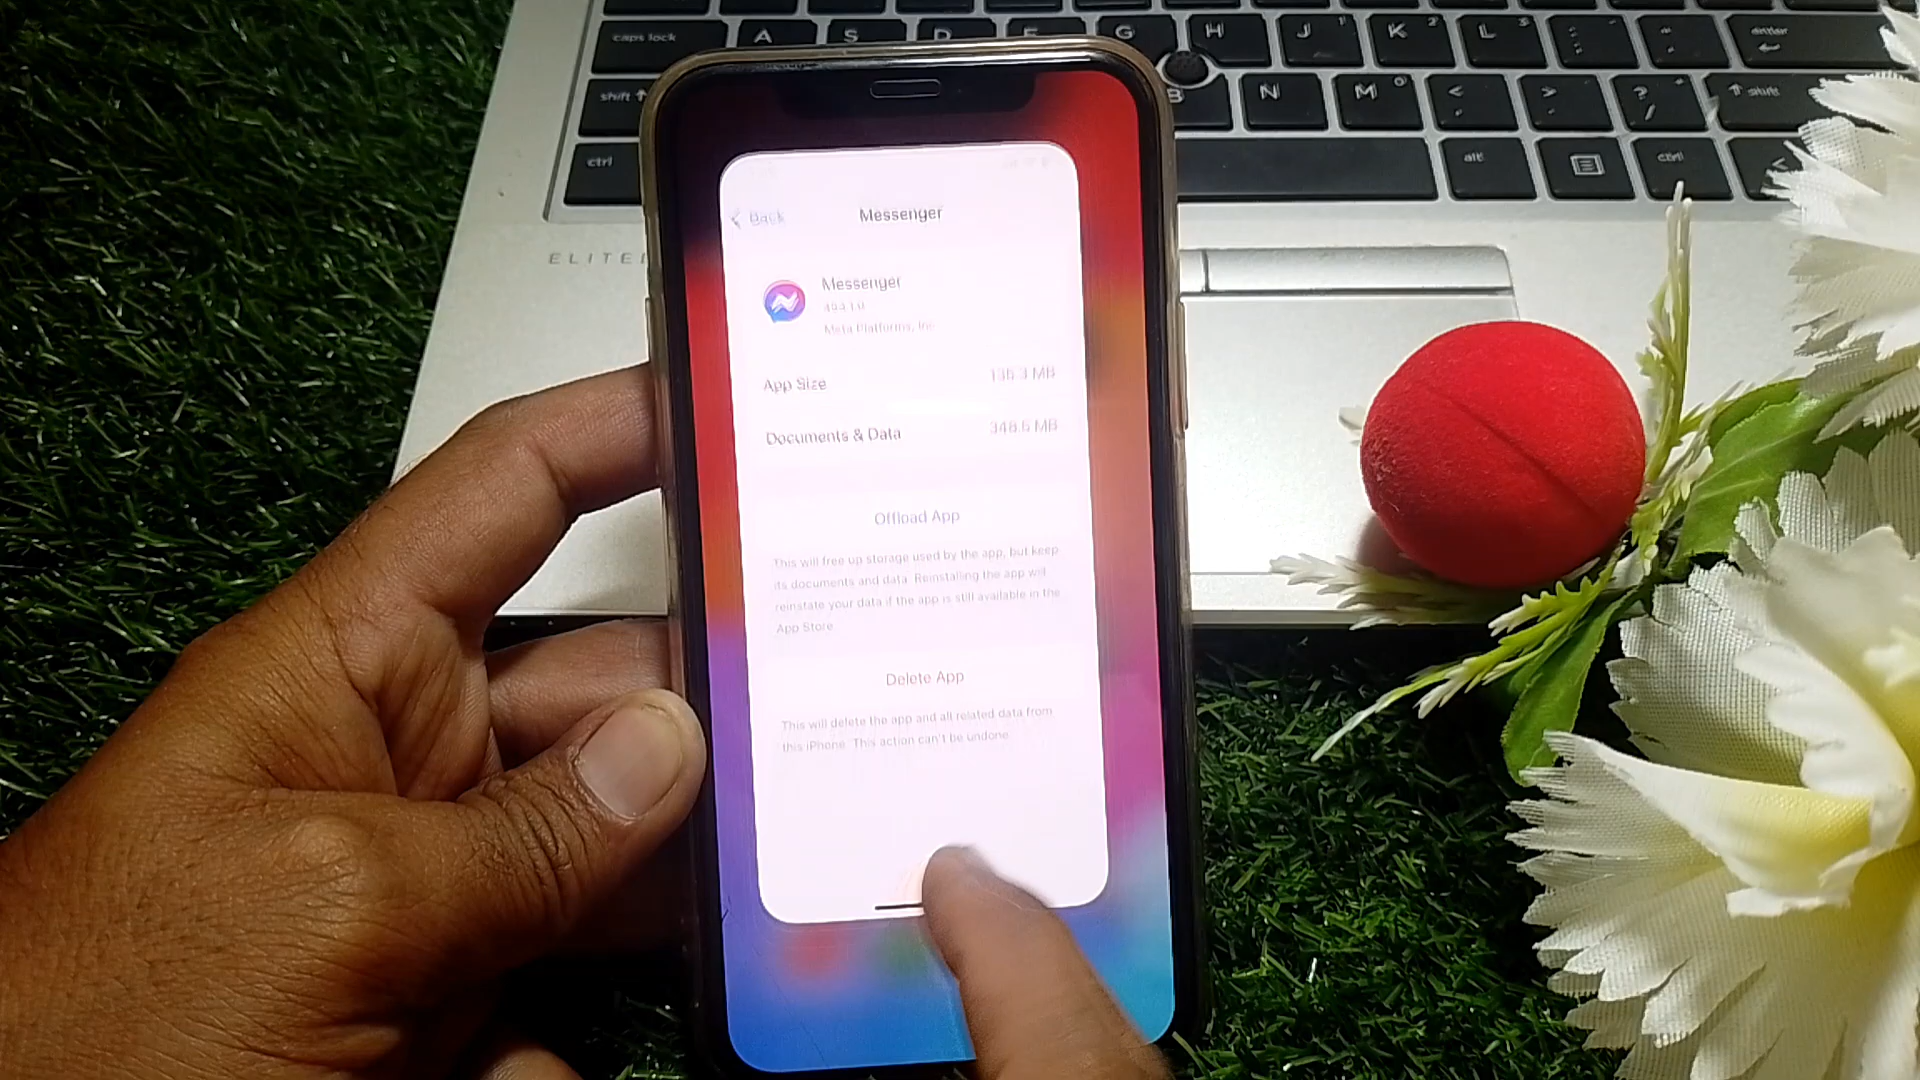 caps lock A S D F G H J K L enter
shift B N M < > ? / shift
ctrl alt ctrl <
ELITEB
Back Messenger
Messenger
Meta Platforms, Inc
App Size 135.3 MB
Documents & Data 348.5 MB
Offload App
This will free up storage used by the app, but keep
its documents and data. Reinstalling the app will
reinstate your data if the app is still available in the
App Store.
Delete App
This will delete the app and all related data from
this iPhone. This action can't be undone.